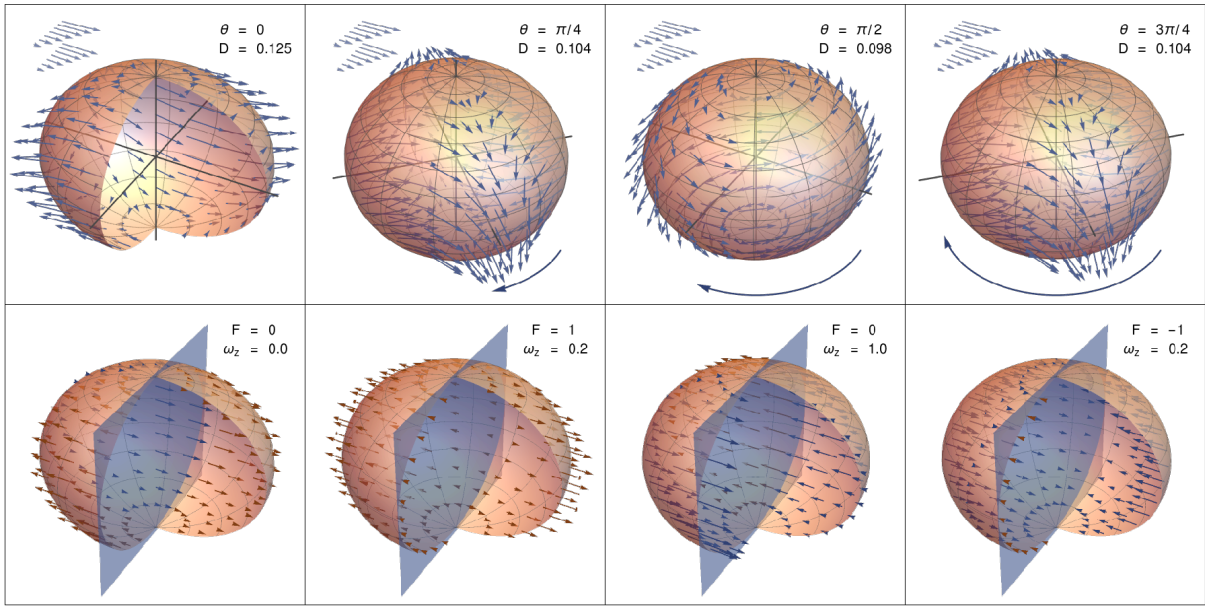 θ = 0
D = 0.125
θ = π/4
D = 0.104
θ = π/2
D = 0.098
θ = 3π/4
D = 0.104
F = 0
ω_z = 0.0
F = 1
ω_z = 0.2
F = 0
ω_z = 1.0
F = −1
ω_z = 0.2